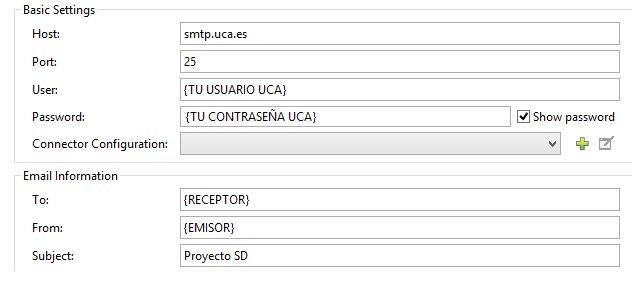 Basic Settings
Host: smtp.uca.es
Port: 25
User: {TU USUARIO UCA}
Password: {TU CONTRASEÑA UCA} Show password
Connector Configuration:
Email Information
To: {RECEPTOR}
From: {EMISOR}
Subject: Proyecto SD